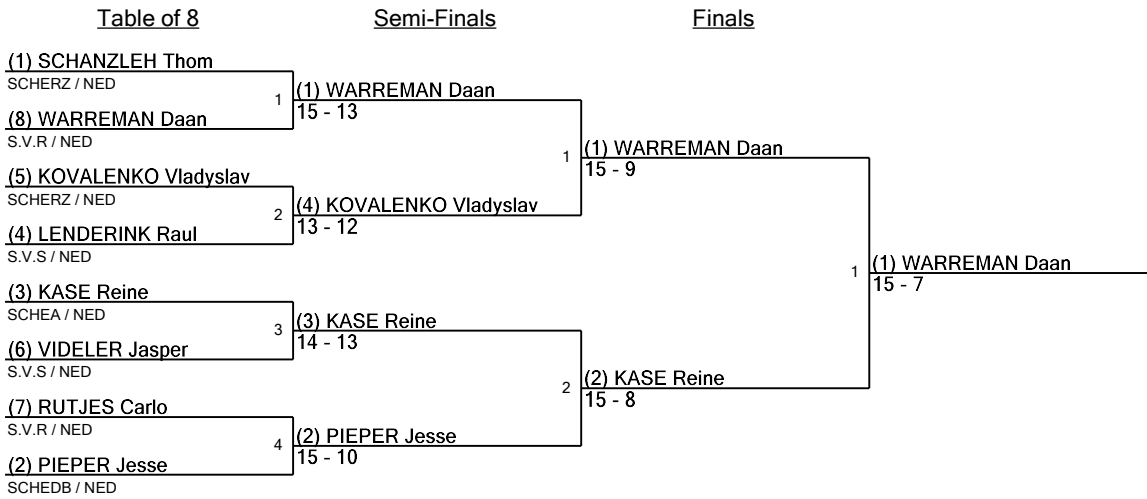 Table of 8
Semi-Finals
Finals
(1) SCHANZLEH Thom
SCHERZ / NED
1
(8) WARREMAN Daan
S.V.R / NED
(1) WARREMAN Daan
15 - 13
(5) KOVALENKO Vladyslav
SCHERZ / NED
2
(4) LENDERINK Raul
S.V.S / NED
(4) KOVALENKO Vladyslav
13 - 12
1
(1) WARREMAN Daan
15 - 9
(3) KASE Reine
SCHEA / NED
3
(6) VIDELER Jasper
S.V.S / NED
(3) KASE Reine
14 - 13
(7) RUTJES Carlo
S.V.R / NED
4
(2) PIEPER Jesse
SCHEDB / NED
(2) PIEPER Jesse
15 - 10
2
(2) KASE Reine
15 - 8
1
(1) WARREMAN Daan
15 - 7